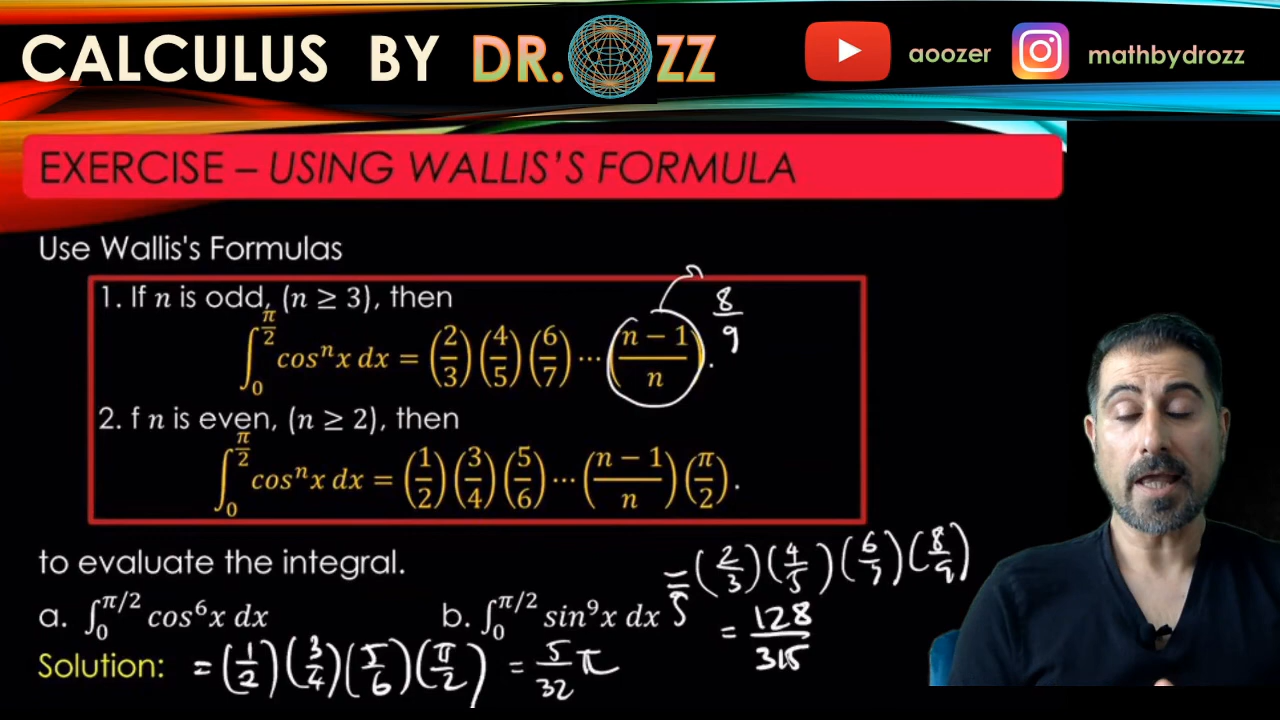 CALCULUS BY DR. OZZ
aoozer
mathbydrozz
EXERCISE – USING WALLIS'S FORMULA
Use Wallis's Formulas
1. If n is odd, (n ≥ 3), then
∫₀^(π/2) cosⁿx dx = (2/3)(4/5)(6/7)⋯((n − 1)/n).
8/9
2. f n is even, (n ≥ 2), then
∫₀^(π/2) cosⁿx dx = (1/2)(3/4)(5/6)⋯((n − 1)/n)(π/2).
to evaluate the integral.
a. ∫₀^(π/2) cos⁶x dx
b. ∫₀^(π/2) sin⁹x dx
= (2/3)(4/5)(6/7)(8/9)
= 128/315
Solution: = (1/2)(3/4)(5/6)(π/2) = 5/32 π